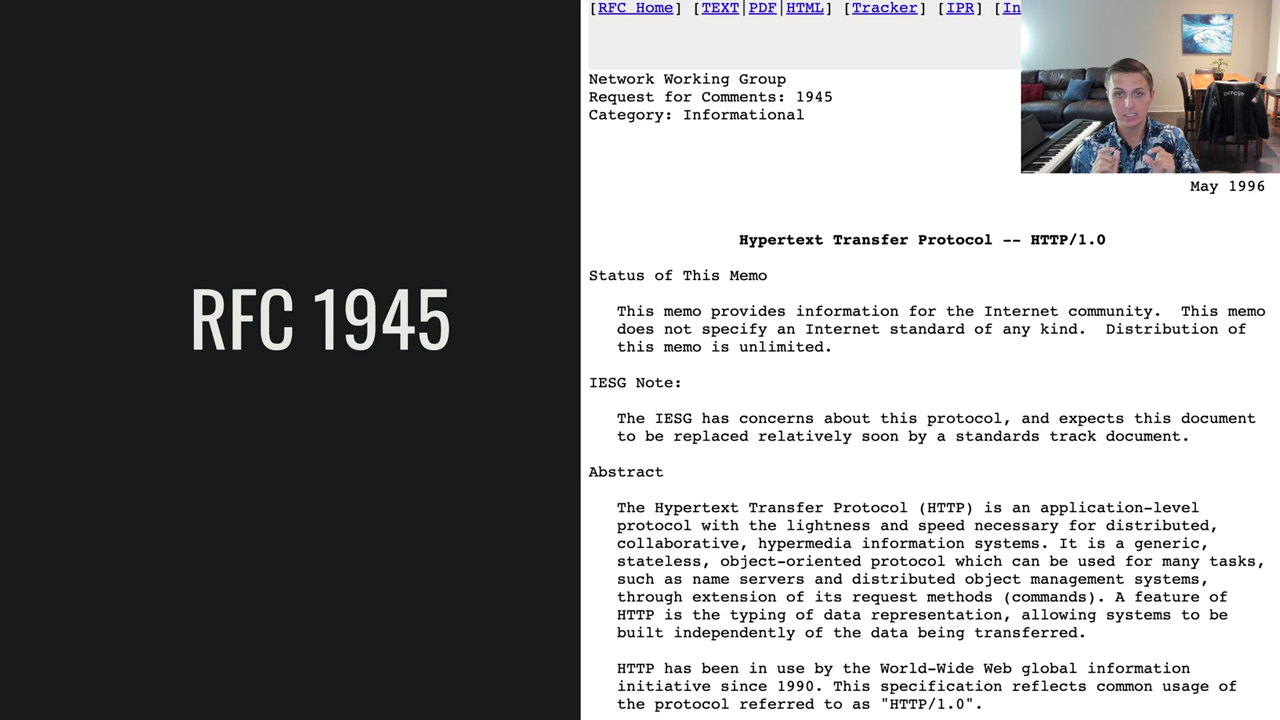 RFC 1945
[RFC Home] [TEXT|PDF|HTML] [Tracker] [IPR] [In
Network Working Group
Request for Comments: 1945
Category: Informational
DEFCON
May 1996
Hypertext Transfer Protocol -- HTTP/1.0
Status of This Memo
This memo provides information for the Internet community. This memo
does not specify an Internet standard of any kind. Distribution of
this memo is unlimited.
IESG Note:
The IESG has concerns about this protocol, and expects this document
to be replaced relatively soon by a standards track document.
Abstract
The Hypertext Transfer Protocol (HTTP) is an application-level
protocol with the lightness and speed necessary for distributed,
collaborative, hypermedia information systems. It is a generic,
stateless, object-oriented protocol which can be used for many tasks,
such as name servers and distributed object management systems,
through extension of its request methods (commands). A feature of
HTTP is the typing of data representation, allowing systems to be
built independently of the data being transferred.
HTTP has been in use by the World-Wide Web global information
initiative since 1990. This specification reflects common usage of
the protocol referred to as "HTTP/1.0".